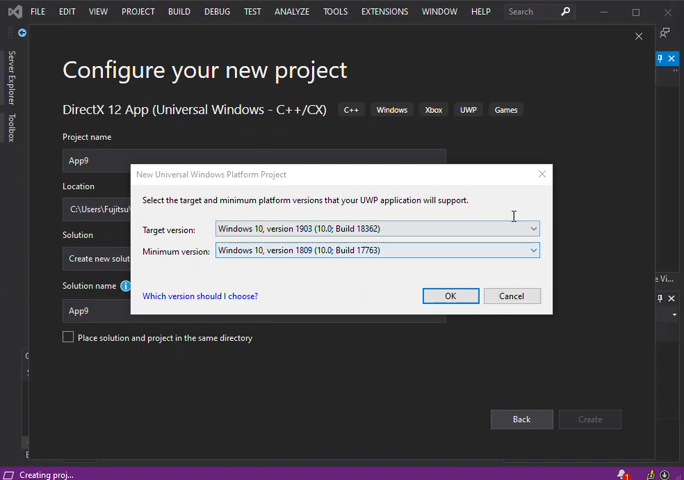 FILE EDIT VIEW PROJECT BUILD DEBUG TEST ANALYZE TOOLS EXTENSIONS WINDOW HELP Search
Server Explorer
Toolbox
Configure your new project
DirectX 12 App (Universal Windows - C++/CX) C++ Windows Xbox UWP Games
Project name
App9
Location
C:\Users\Fujitsu\
Solution
Create new solut
Solution name
App9
Place solution and project in the same directory
New Universal Windows Platform Project
Select the target and minimum platform versions that your UWP application will support.
Target version: Windows 10, version 1903 (10.0; Build 18362)
Minimum version: Windows 10, version 1809 (10.0; Build 17763)
Which version should I choose? OK Cancel
Back Create
Creating proj... 1